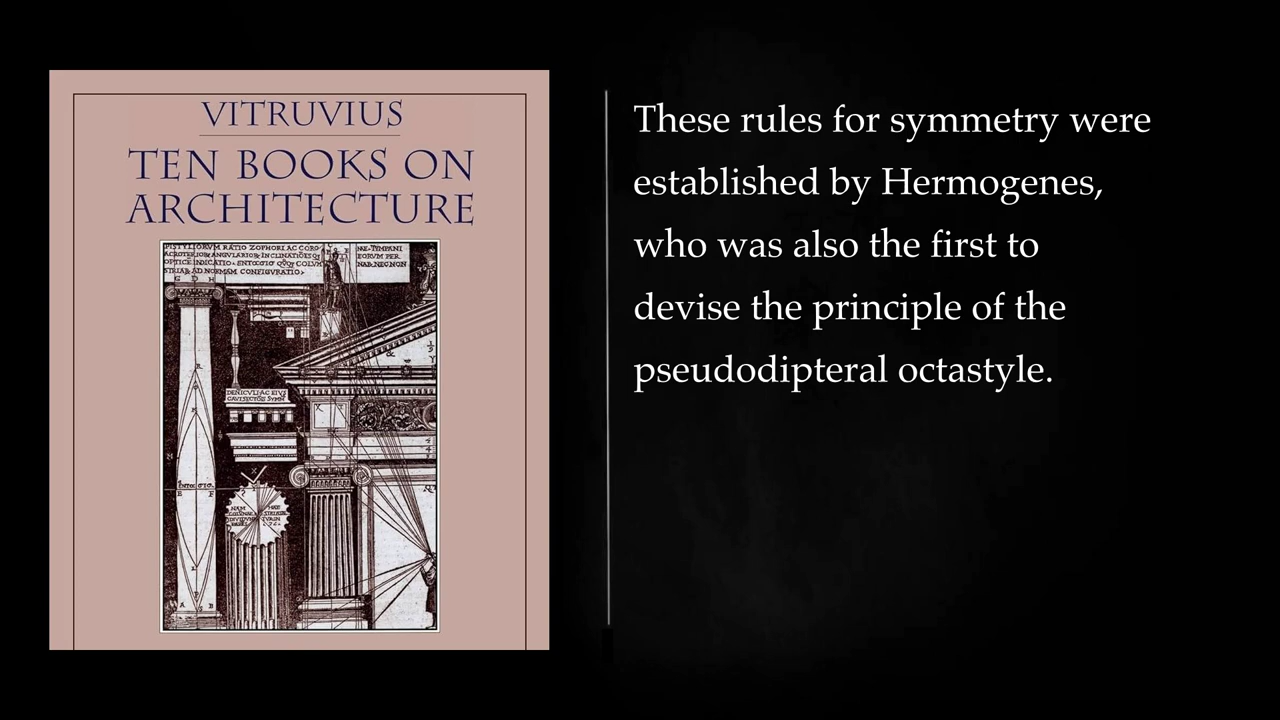 VITRUVIUS
TEN BOOKS ON
ARCHITECTURE
These rules for symmetry were
established by Hermogenes,
who was also the first to
devise the principle of the
pseudodipteral octastyle.